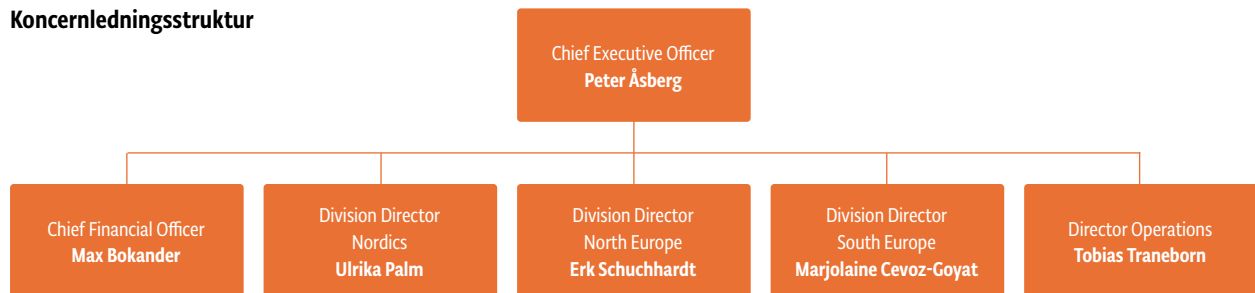 Koncernledningsstruktur
Chief Executive Officer
Peter Åsberg
Chief Financial Officer
Max Bokander
Division Director
Nordics
Ulrika Palm
Division Director
North Europe
Erk Schuchhardt
Division Director
South Europe
Marjolaine Cevoz-Goyat
Director Operations
Tobias Traneborn